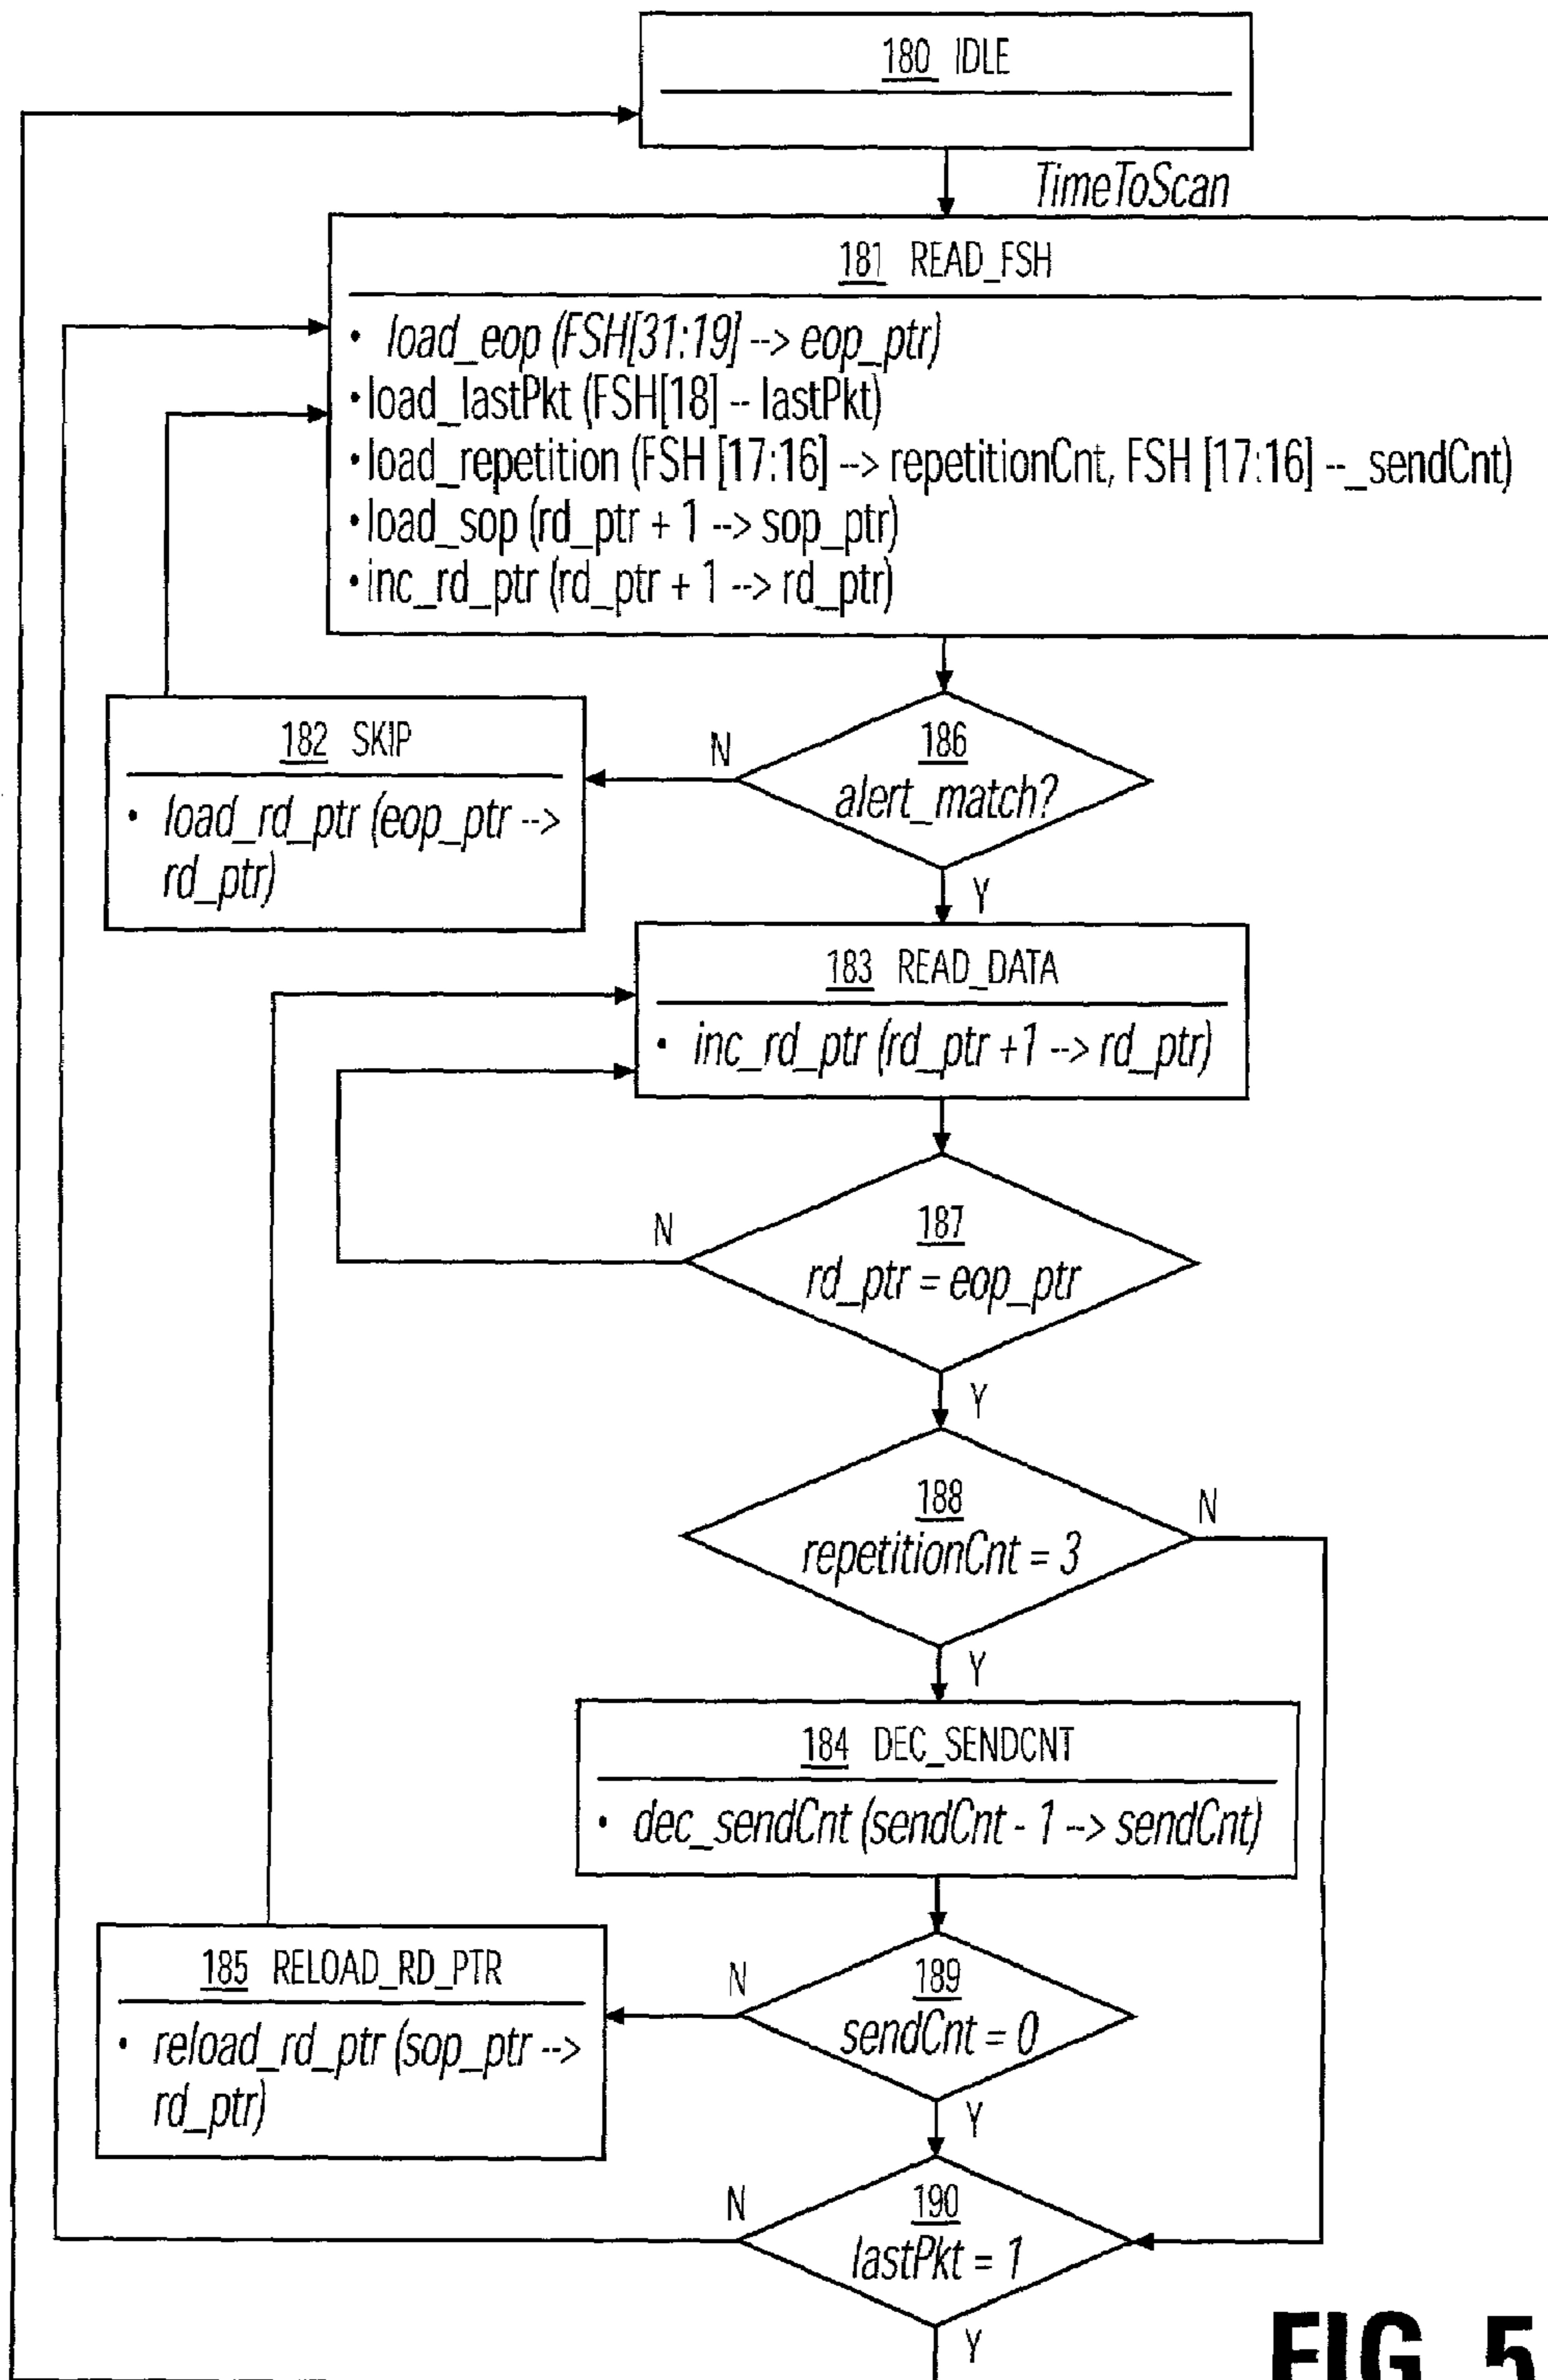 180 IDLE
TimeToScan
181 READ_FSH
• load_eop (FSH[31:19] --> eop_ptr)
• load_lastPkt (FSH[18] -- lastPkt)
• load_repetition (FSH [17:16] --> repetitionCnt, FSH [17:16] --_sendCnt)
• load_sop (rd_ptr + 1 --> sop_ptr)
• inc_rd_ptr (rd_ptr + 1 --> rd_ptr)
182 SKIP
• load_rd_ptr (eop_ptr -->
rd_ptr)
N
186
alert_match?
Y
183 READ_DATA
• inc_rd_ptr (rd_ptr +1 --> rd_ptr)
N
187
rd_ptr = eop_ptr
Y
188
repetitionCnt = 3
N
Y
184 DEC_SENDCNT
• dec_sendCnt (sendCnt - 1 --> sendCnt)
185 RELOAD_RD_PTR
• reload_rd_ptr (sop_ptr -->
rd_ptr)
N
189
sendCnt = 0
Y
N
190
lastPkt = 1
Y
FIG. 5